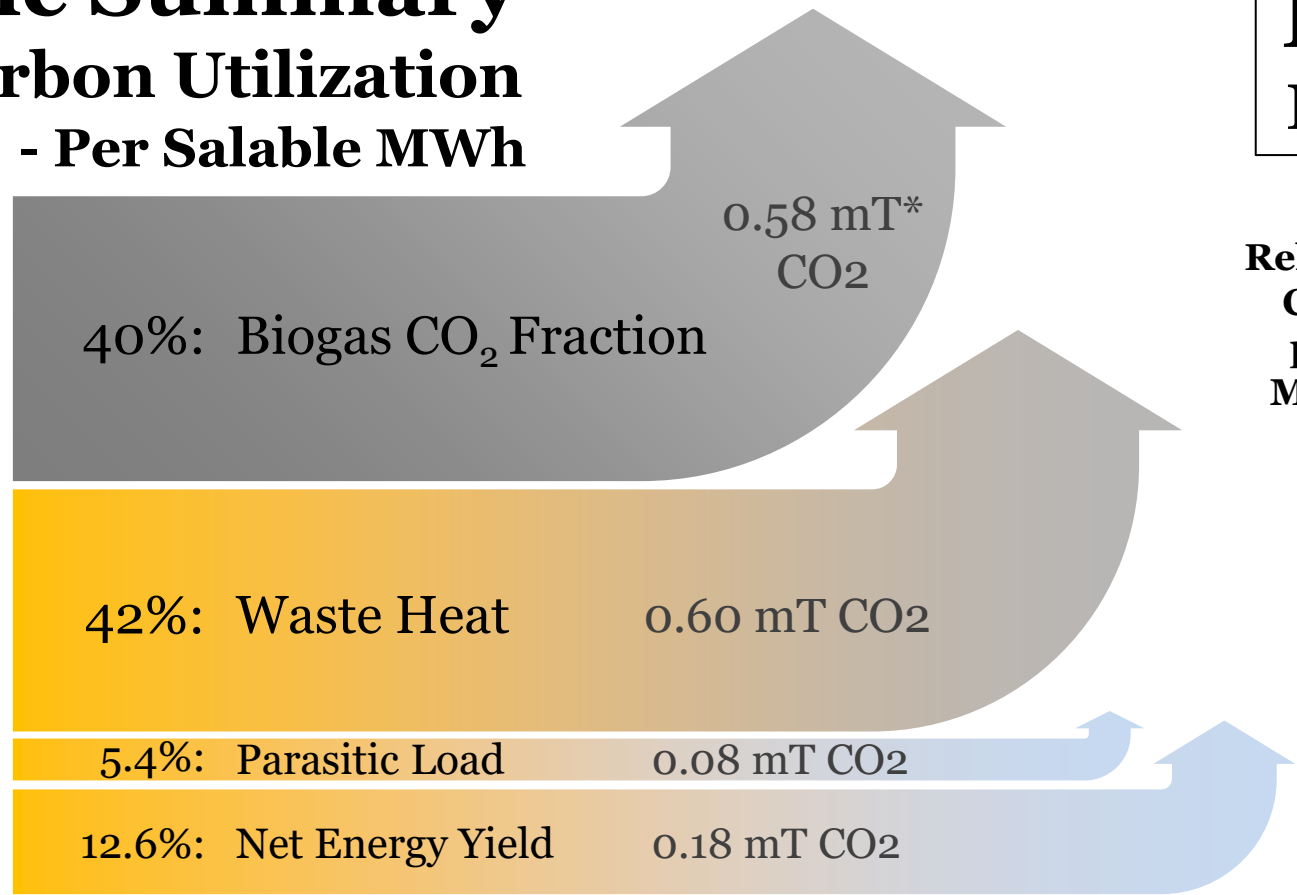 Summary
Utilization
- Per Salable MWh
0.58 mT*
CO2
40%: Biogas CO₂ Fraction
42%: Waste Heat 0.60 mT CO2
5.4%: Parasitic Load 0.08 mT CO2
12.6%: Net Energy Yield 0.18 mT CO2